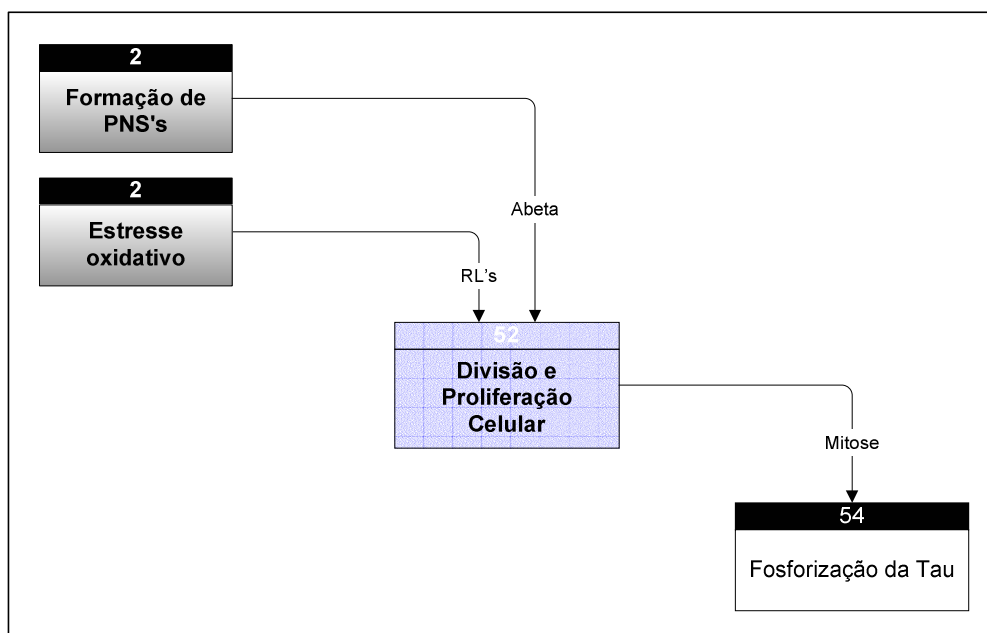 2
Formação de
PNS's
2
Estresse
oxidativo
Abeta
RL's
52
Divisão e
Proliferação
Celular
Mitose
54
Fosforização da Tau